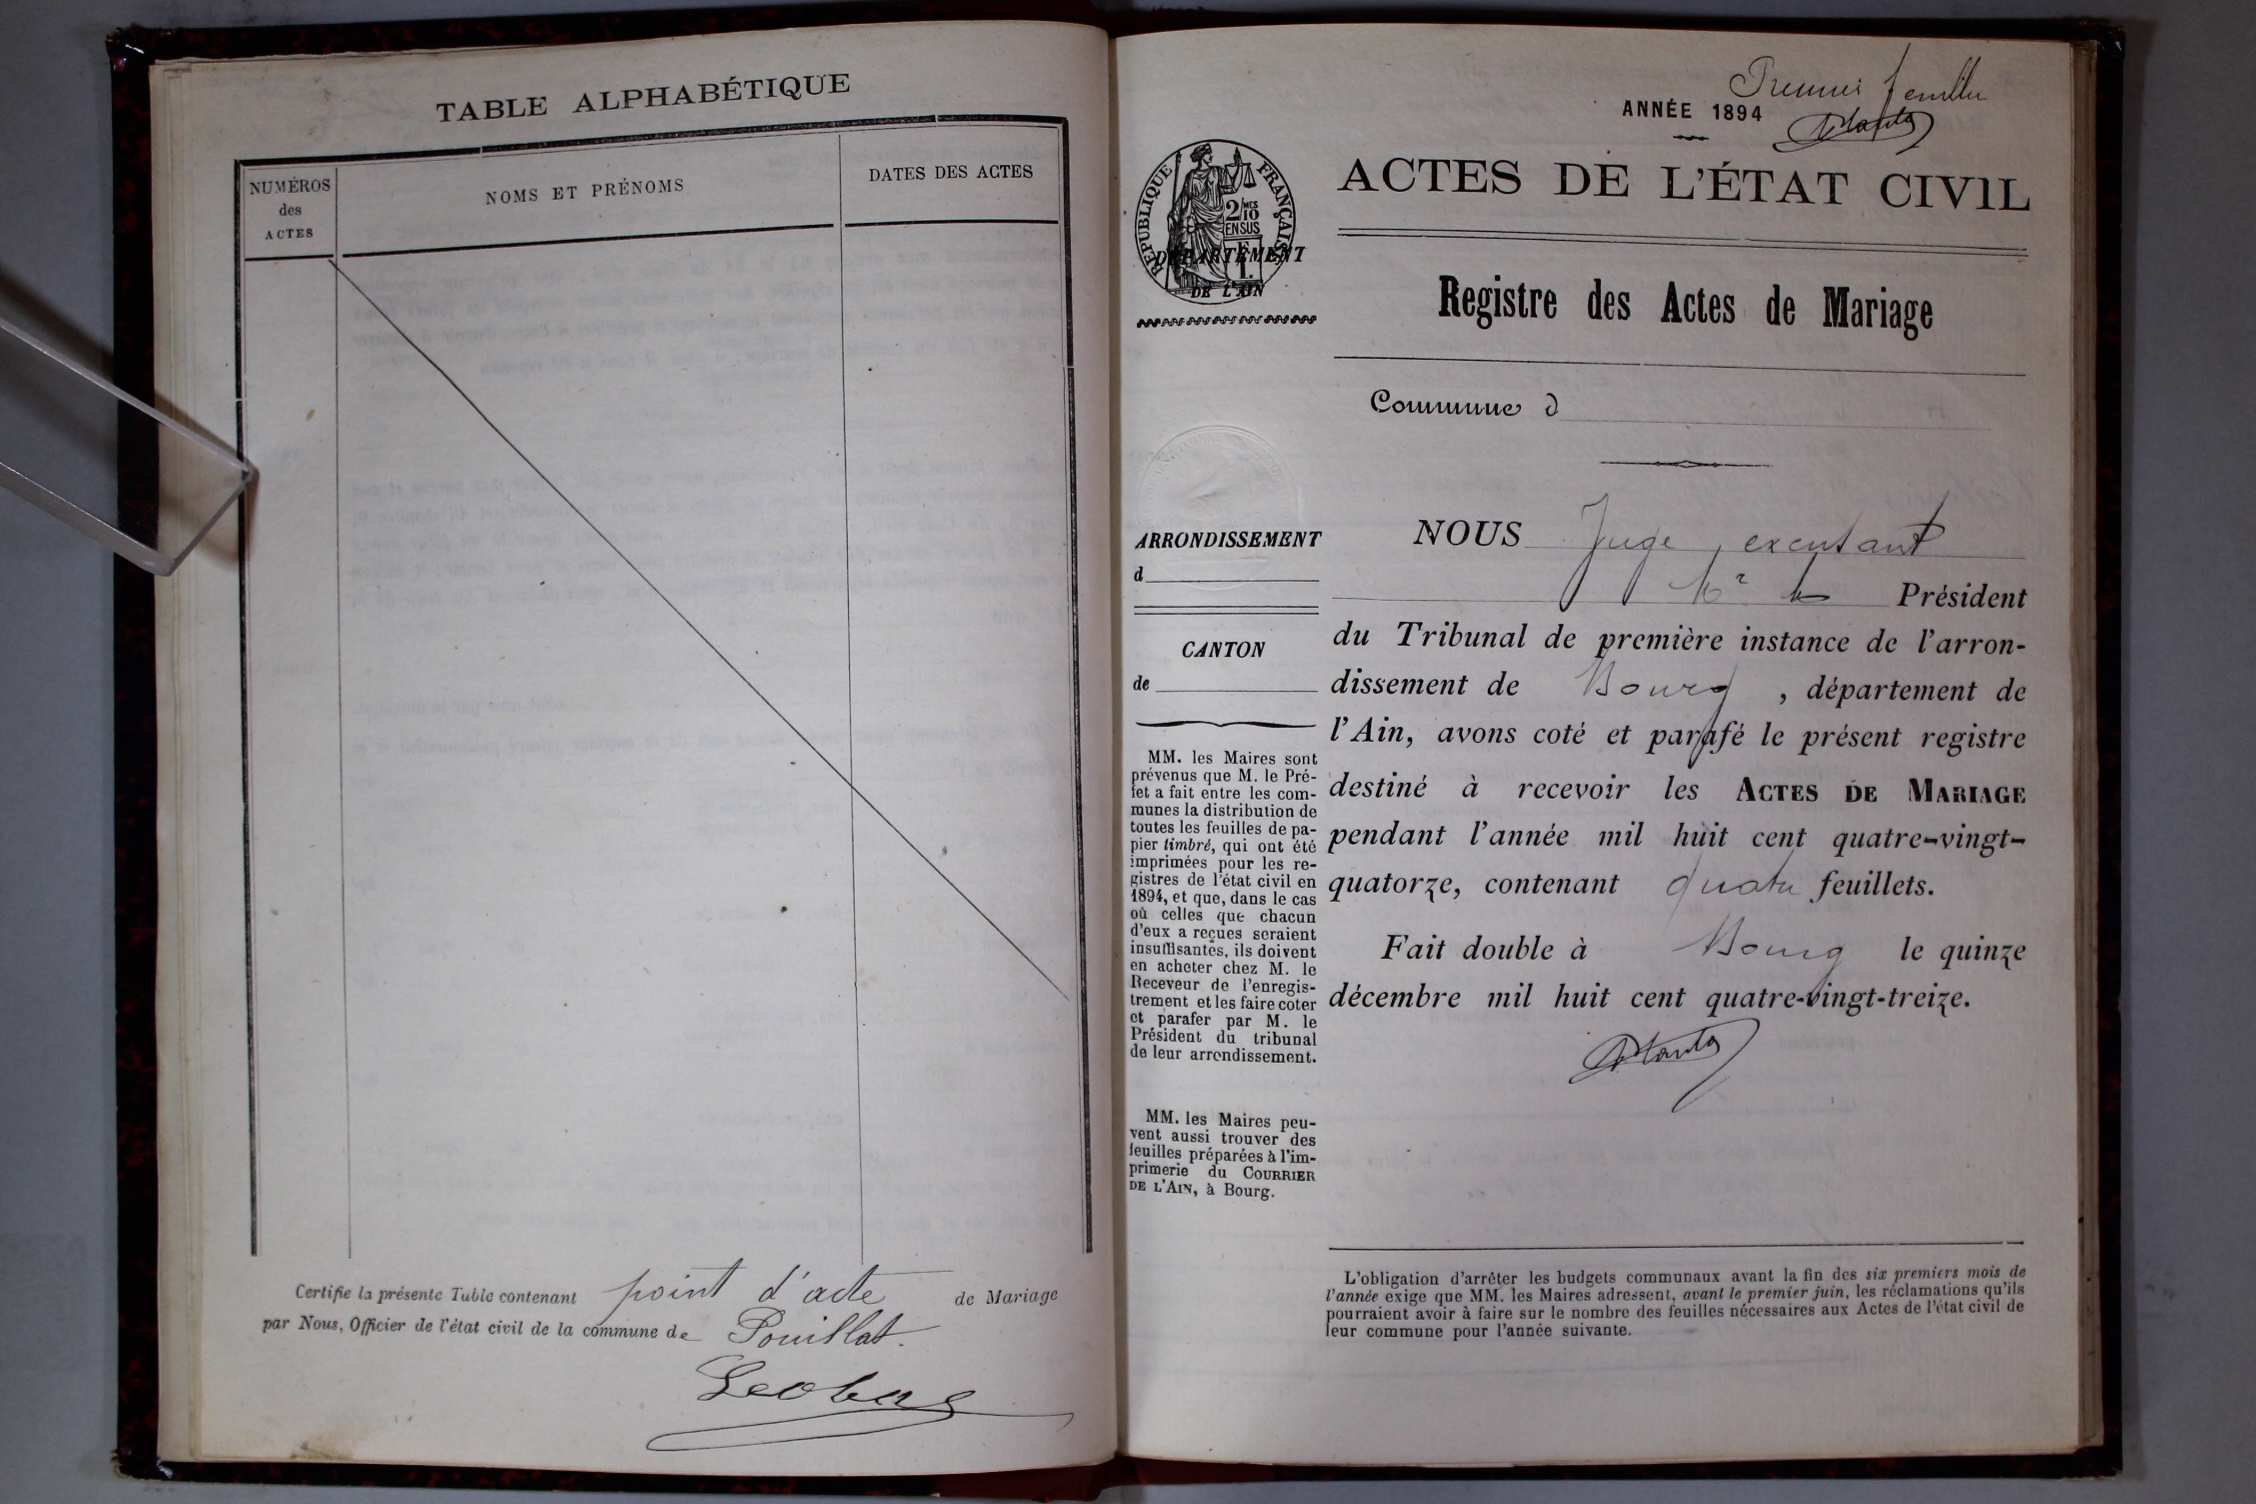 TABLE ALPHABÉTIQUE
NUMÉROS
des
ACTES
NOMS ET PRÉNOMS
DATES DES ACTES
Certifie la présente Table contenant point d'acte de Mariage
par Nous, Officier de l'état civil de la commune de Pouillat.
Premier feuillet
ANNÉE 1894
RÉPUBLIQUE FRANÇAISE
2/10
EN SUS
DÉPARTEMENT
DE L'AIN
ACTES DE L'ÉTAT CIVIL
Registre des Actes de Mariage
Commune d
ARRONDISSEMENT
d
CANTON
de
MM. les Maires sont
prévenus que M. le Pré-
fet a fait entre les com-
munes la distribution de
toutes les feuilles de pa-
pier timbré, qui ont été
imprimées pour les re-
gistres de l'état civil en
1894, et que, dans le cas
où celles que chacun
d'eux a reçues seraient
insuffisantes, ils doivent
en acheter chez M. le
Receveur de l'enregis-
trement et les faire coter
et parafer par M. le
Président du tribunal
de leur arrondissement.
MM. les Maires peu-
vent aussi trouver des
feuilles préparées à l'im-
primerie du COURRIER
DE L'AIN, à Bourg.
NOUS Juge
Président
du Tribunal de première instance de l'arron-
dissement de Bourg, département de
l'Ain, avons coté et parafé le présent registre
destiné à recevoir les ACTES DE MARIAGE
pendant l'année mil huit cent quatre-vingt-
quatorze, contenant quatre feuillets.
Fait double à Bourg le quinze
décembre mil huit cent quatre-vingt-treize.
L'obligation d'arrêter les budgets communaux avant la fin des six premiers mois de
l'année exige que MM. les Maires adressent, avant le premier juin, les réclamations qu'ils
pourraient avoir à faire sur le nombre des feuilles nécessaires aux Actes de l'état civil de
leur commune pour l'année suivante.